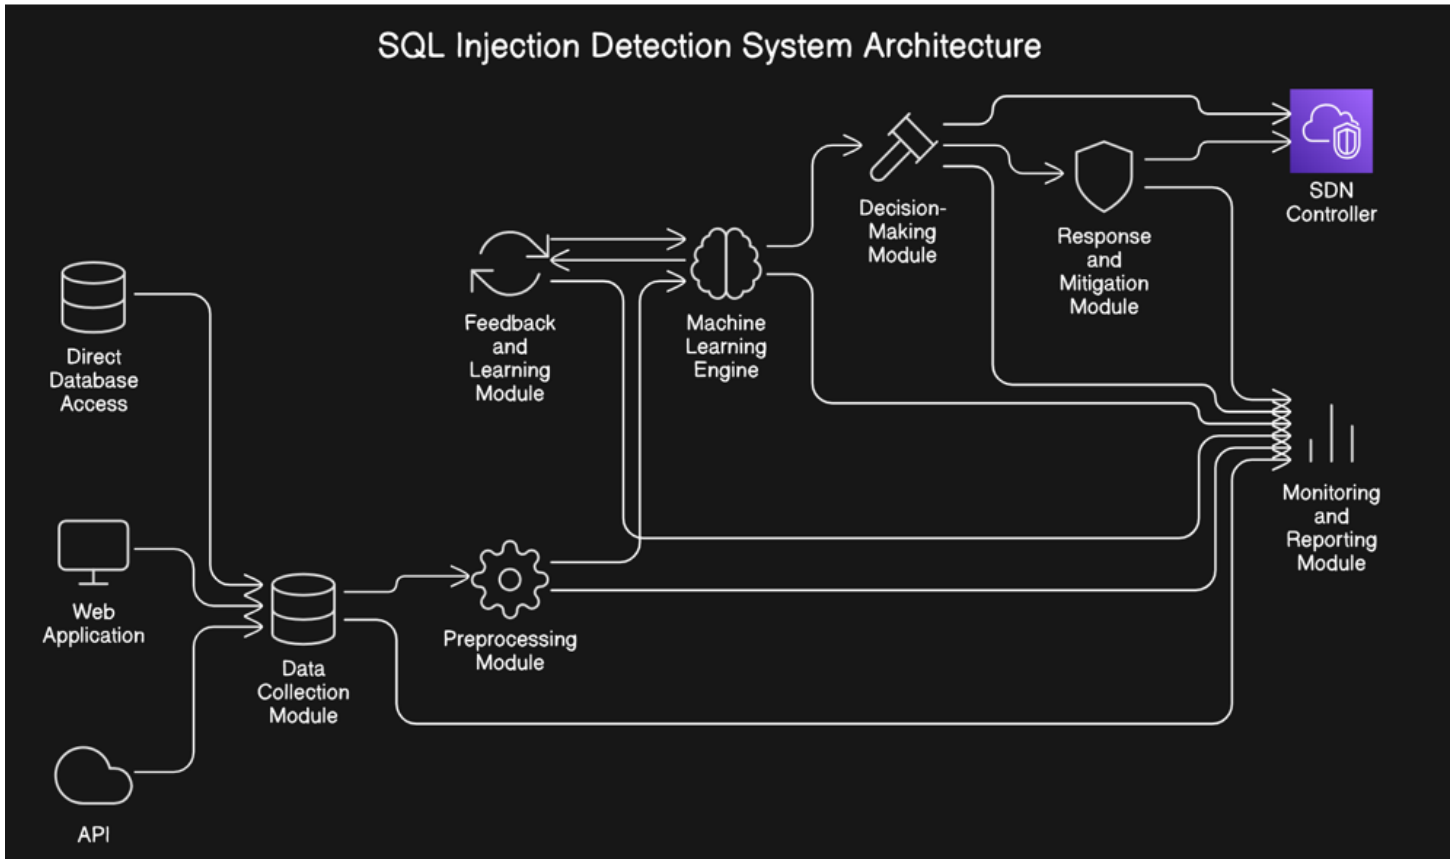 SQL Injection Detection System Architecture
SDN
Controller
Decision-
Making
Module
Response
and
Mitigation
Module
Feedback
and
Learning
Module
Machine
Learning
Engine
Direct
Database
Access
Monitoring
and
Reporting
Module
Web
Application
Preprocessing
Module
Data
Collection
Module
API